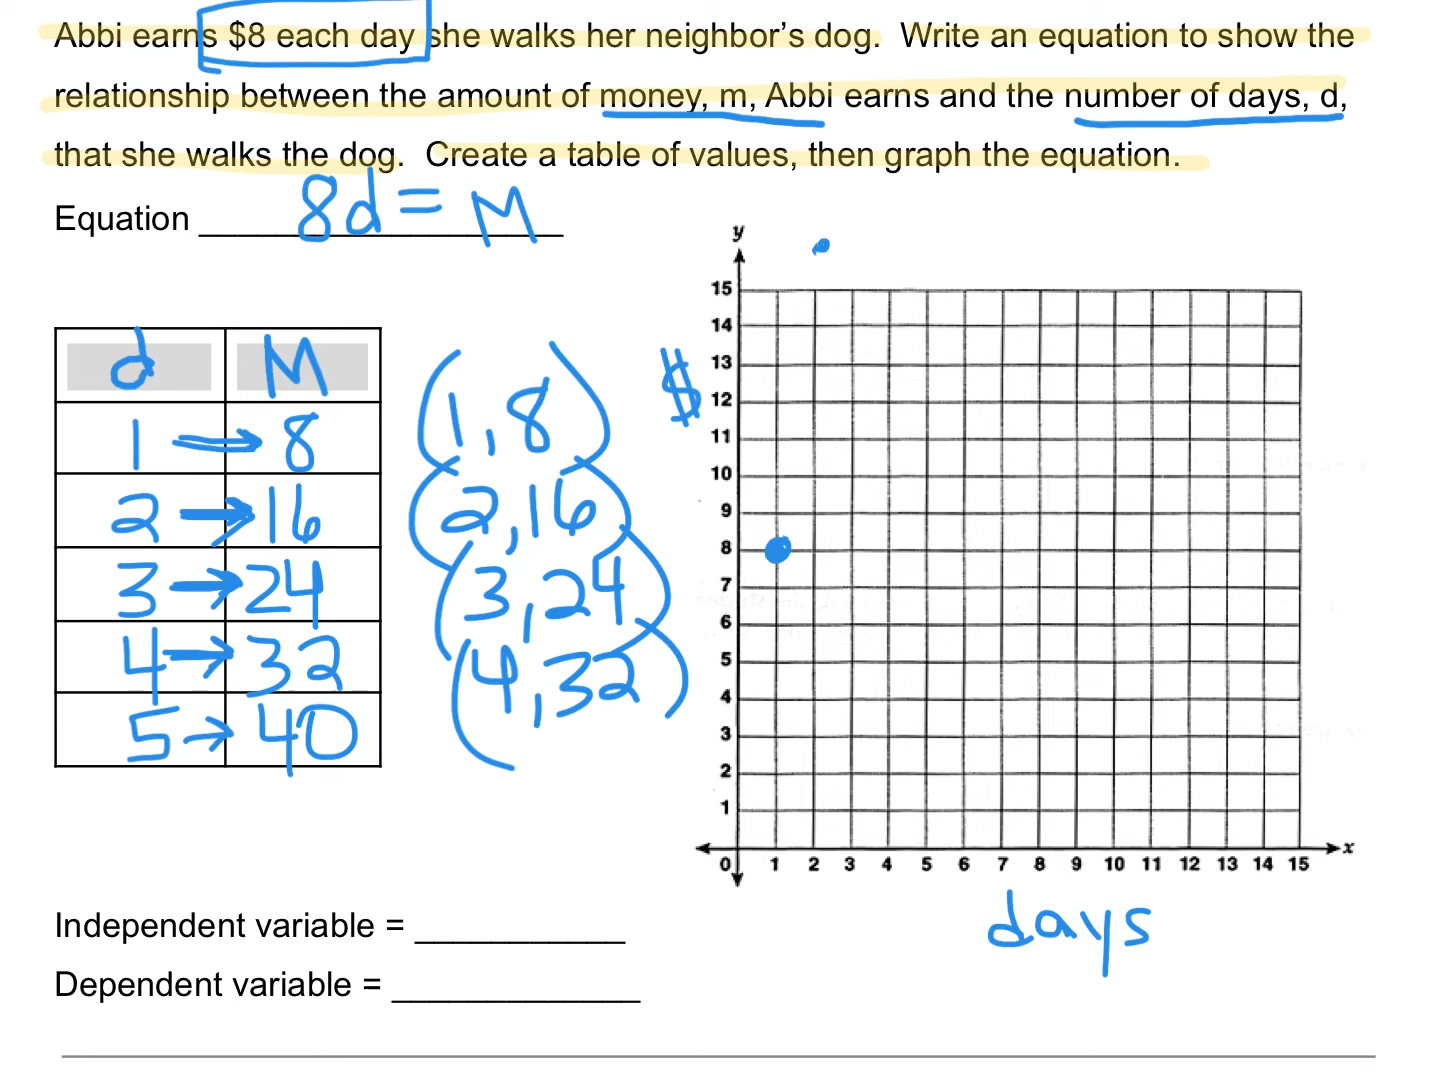 Abbi earns $8 each day she walks her neighbor’s dog. Write an equation to show the
relationship between the amount of money, m, Abbi earns and the number of days, d,
that she walks the dog. Create a table of values, then graph the equation.
Equation ___________________ 8d = M
d M
1 → 8
2 → 16
3 → 24
4 → 32
5 → 40
(1, 8)
(2, 16)
(3, 24)
(4, 32)
$
y
15
14
13
12
11
10
9
8
7
6
5
4
3
2
1
0 1 2 3 4 5 6 7 8 9 10 11 12 13 14 15 x
days
Independent variable = ___________
Dependent variable = _____________